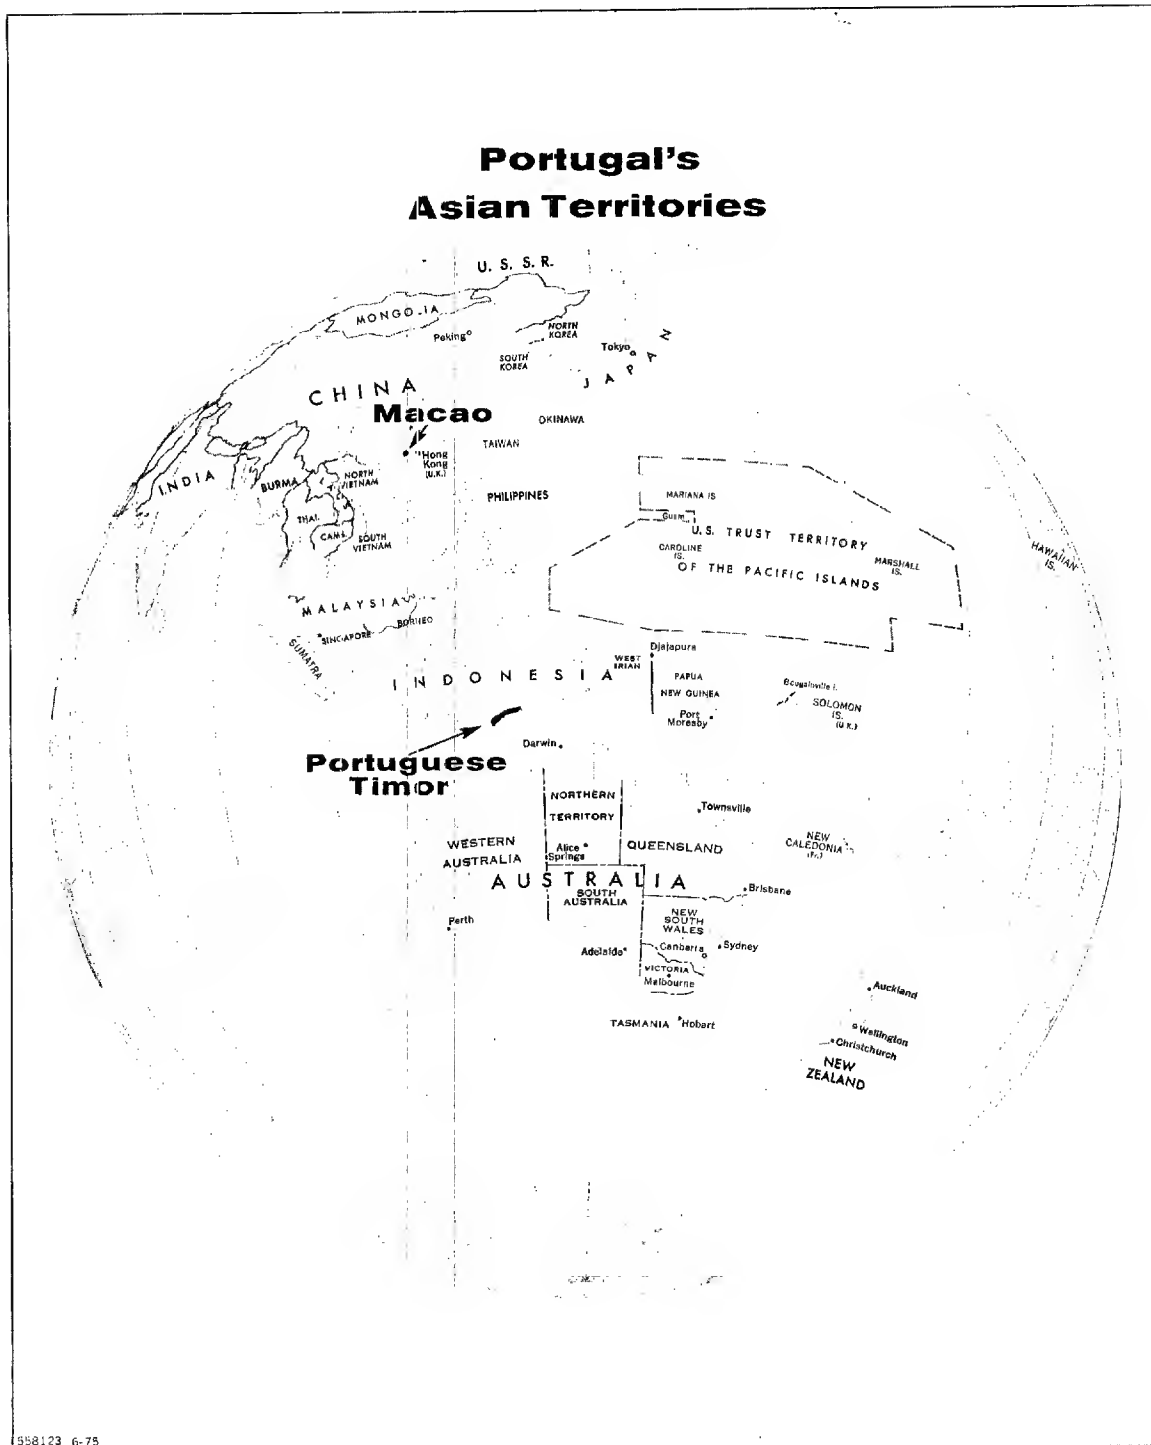 Portugal's
Asian Territories
U. S. S. R.
MONGOLIA
Peking
NORTH
KOREA
SOUTH
KOREA
Tokyo
JAPAN
CHINA
Macao
OKINAWA
TAIWAN
Hong
Kong
(U.K.)
INDIA
BURMA
NORTH
VIETNAM
PHILIPPINES
THAI.
CAMB.
SOUTH
VIETNAM
MARIANA IS
Guam
U.S. TRUST TERRITORY
CAROLINE
IS.
MARSHALL
IS.
OF THE PACIFIC ISLANDS
HAWAIIAN
IS.
MALAYSIA
SINGAPORE
BORNEO
SUMATRA
INDONESIA
WEST
IRIAN
Djajapura
PAPUA
NEW GUINEA
Port
Moresby
Bougainville I.
SOLOMON
IS.
(U.K.)
Darwin
Portuguese
Timor
NORTHERN
TERRITORY
Townsville
WESTERN
AUSTRALIA
Alice
Springs
QUEENSLAND
NEW
CALEDONIA
(Fr.)
AUSTRALIA
SOUTH
AUSTRALIA
Brisbane
Perth
NEW
SOUTH
WALES
Adelaide
Canberra
Sydney
VICTORIA
Melbourne
TASMANIA
Hobart
Auckland
Wellington
Christchurch
NEW
ZEALAND
558123 6-75